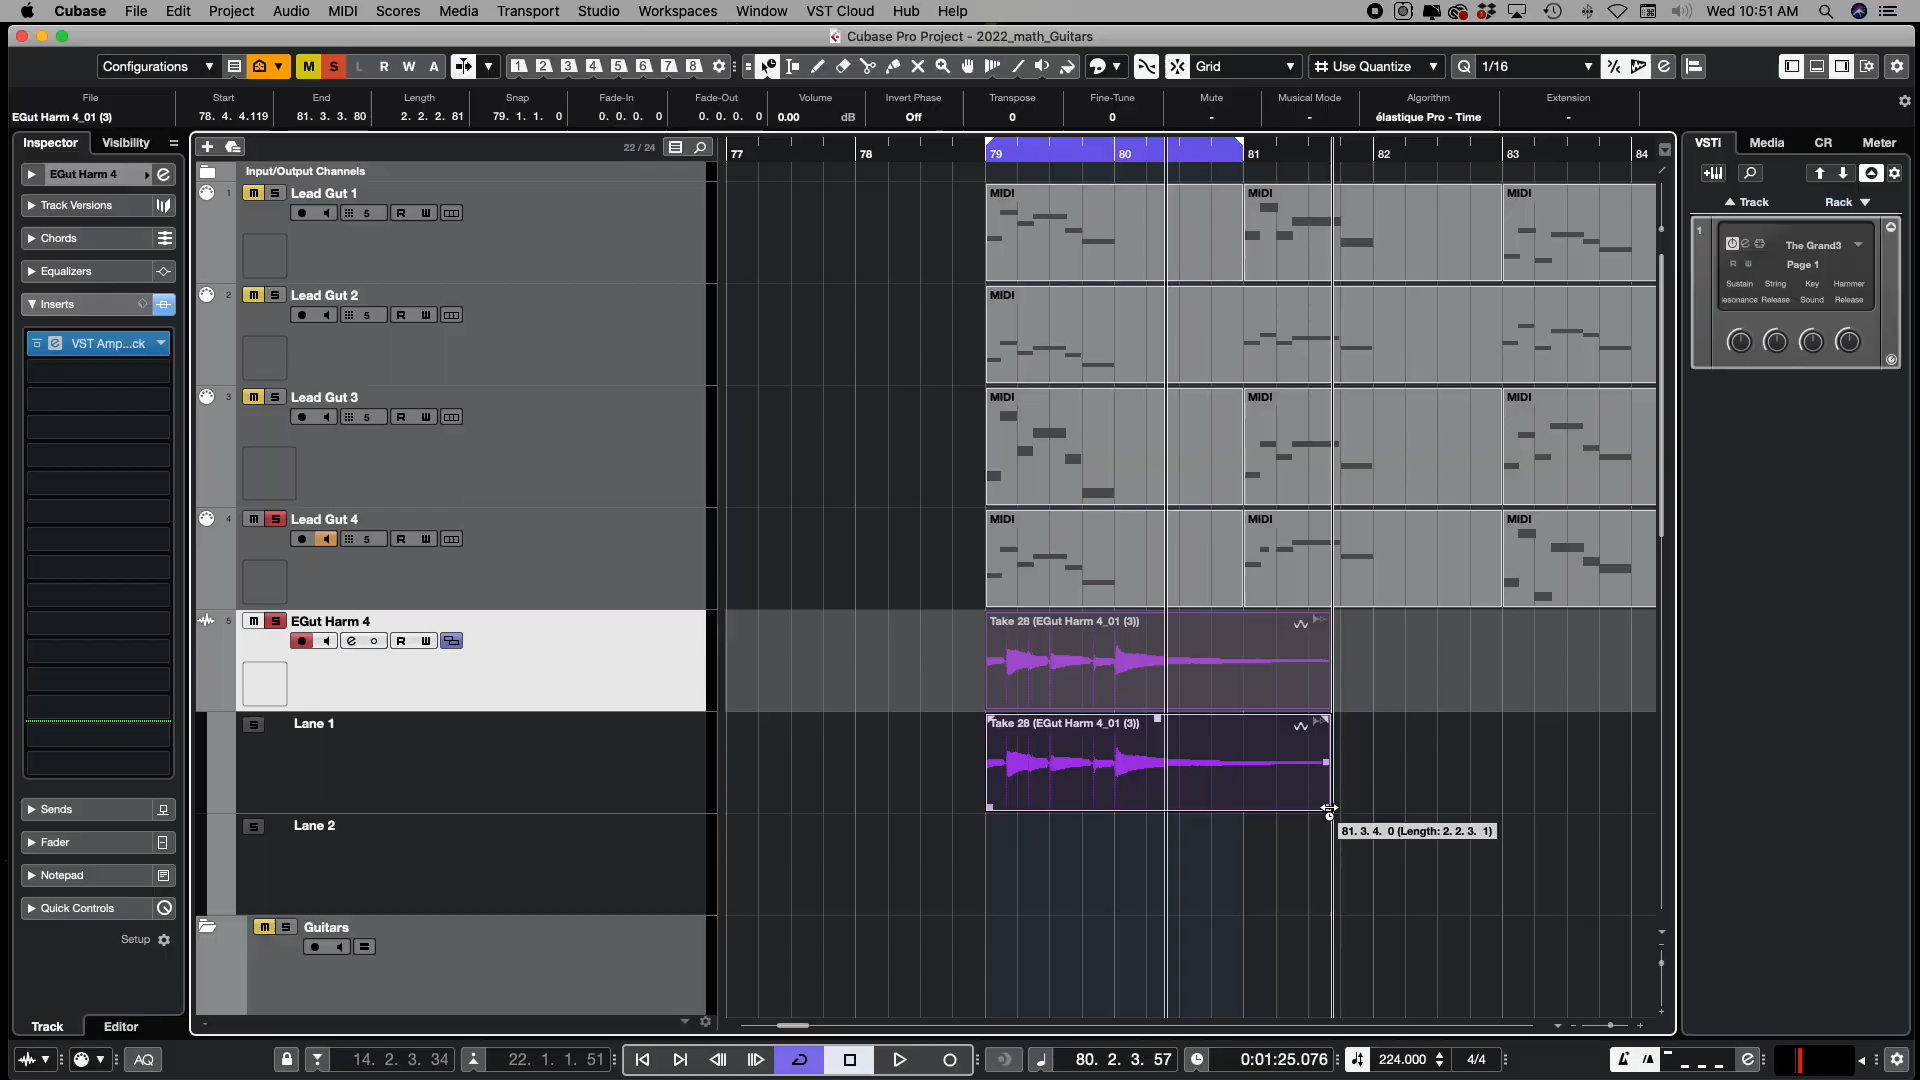 Cubase File Edit Project Audio MIDI Scores Media Transport Studio Workspaces Window VST Cloud Hub Help Wed 10:51 AM
Cubase Pro Project - 2022_math_Guitars
Configurations M S L R W A 1 2 3 4 5 6 7 8 Grid Use Quantize Q 1/16
File Start End Length Snap Fade-In Fade-Out Volume Invert Phase Transpose Fine-Tune Mute Musical Mode Algorithm Extension
EGut Harm 4_01 (3) 78. 4. 4.119 81. 3. 3. 80 2. 2. 2. 81 79. 1. 1. 0 0. 0. 0. 0 0. 0. 0. 0 0.00 dB Off 0 0 - - élastique Pro - Time -
Inspector Visibility 22 / 24 77 78 79 80 81 82 83 84 VSTi Media CR Meter
EGut Harm 4
Input/Output Channels
Track Versions
Chords
Equalizers
Inserts
VST Amp...ck
Sends
Fader
Notepad
Quick Controls
Setup
Track Editor
1 m S Lead Gut 1 MIDI MIDI MIDI
5 R W
2 m S Lead Gut 2 MIDI
5 R W
3 m S Lead Gut 3 MIDI MIDI MIDI
5 R W
4 m S Lead Gut 4 MIDI MIDI MIDI
5 R W
5 m S EGut Harm 4 Take 28 (EGut Harm 4_01 (3))
e R W
S Lane 1 Take 28 (EGut Harm 4_01 (3))
81. 3. 4. 0 (Length: 2. 2. 3. 1)
S Lane 2
m S Guitars
Track Rack
1 The Grand3
R W Page 1
Sustain String Key Hammer
esonance Release Sound Release
AQ 14. 2. 3. 34 22. 1. 1. 51 80. 2. 3. 57 0:01:25.076 224.000 4/4